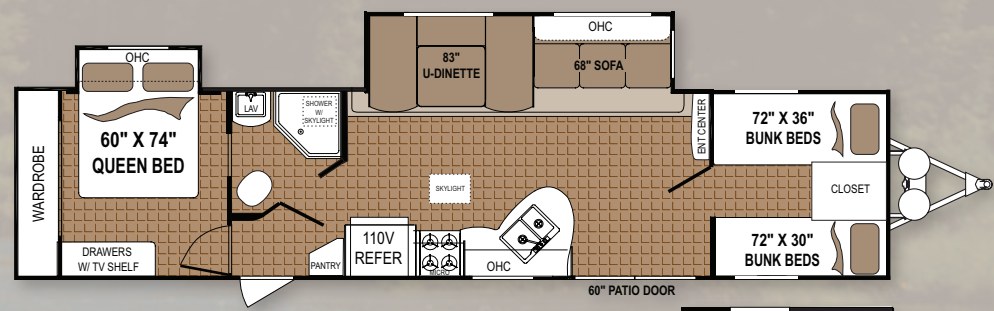 OHC
60" X 74"
QUEEN BED
WARDROBE
DRAWERS
W/ TV SHELF
LAV
SHOWER
W/
SKYLIGHT
83"
U-DINETTE
OHC
68" SOFA
ENT CENTER
SKYLIGHT
PANTRY
110V
REFER
MICRO
OHC
60" PATIO DOOR
72" X 36"
BUNK BEDS
CLOSET
72" X 30"
BUNK BEDS